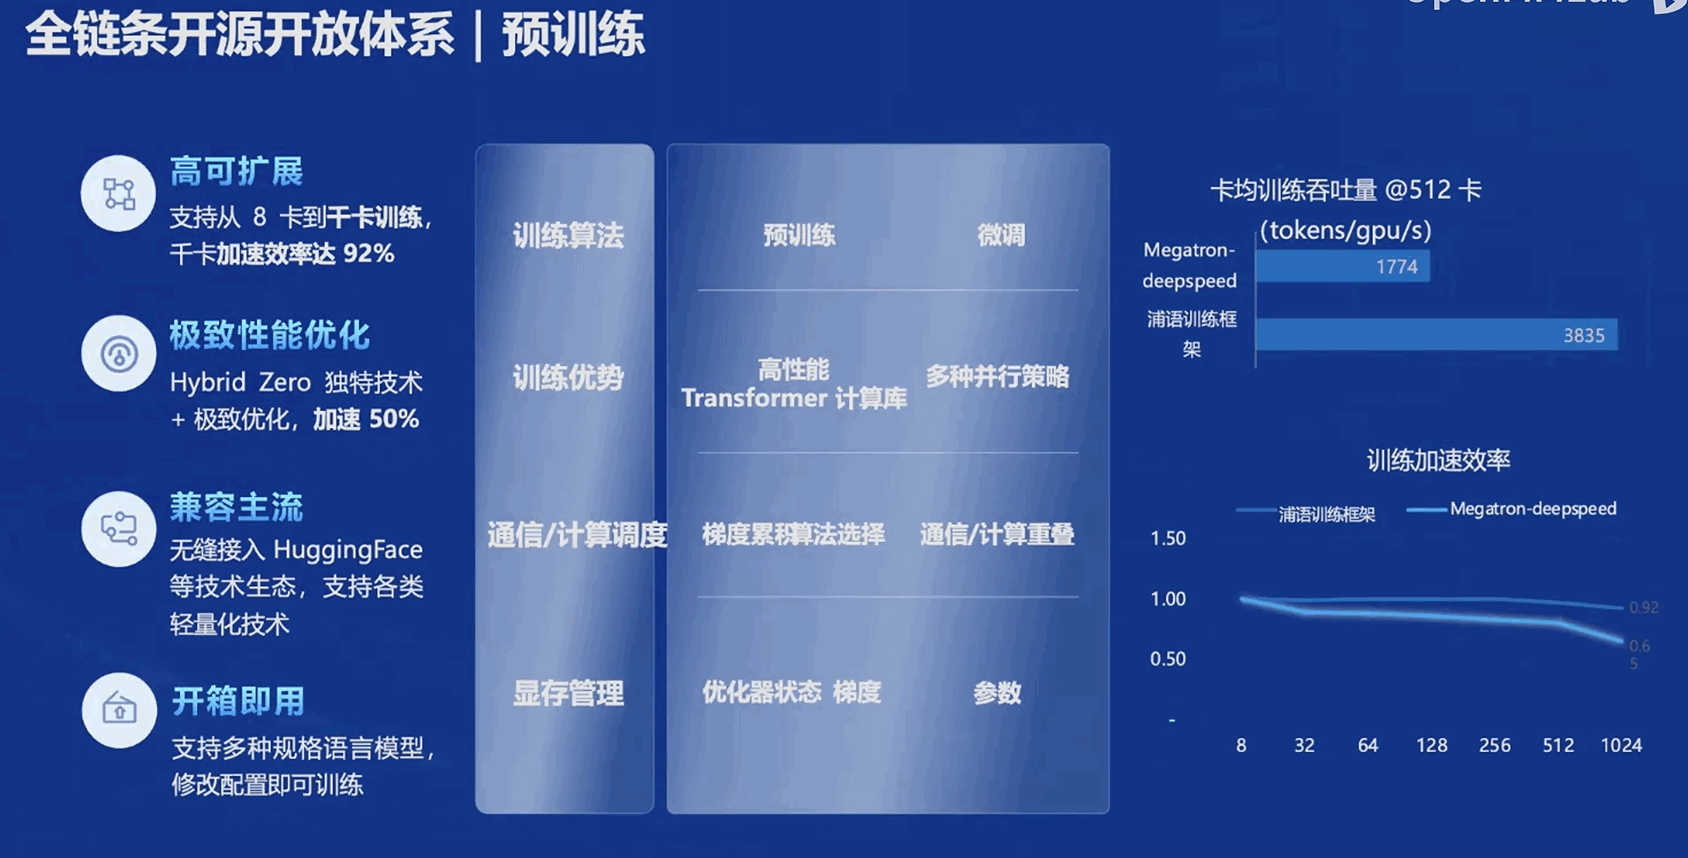 全链条开源开放体系 | 预训练
高可扩展
支持从 8 卡到千卡训练,
千卡加速效率达 92%
极致性能优化
Hybrid Zero 独特技术
+ 极致优化，加速 50%
兼容主流
无缝接入 HuggingFace
等技术生态，支持各类
轻量化技术
开箱即用
支持多种规格语言模型,
修改配置即可训练
训练算法 预训练 微调
训练优势 高性能
Transformer 计算库 多种并行策略
通信/计算调度 梯度累积算法选择 通信/计算重叠
显存管理 优化器状态 梯度 参数
卡均训练吞吐量 @512 卡
(tokens/gpu/s)
Megatron-
deepspeed
1774
浦语训练框
架
3835
训练加速效率
浦语训练框架 Megatron-deepspeed
1.50
1.00
0.50
-
0.92
0.6
5
8 32 64 128 256 512 1024